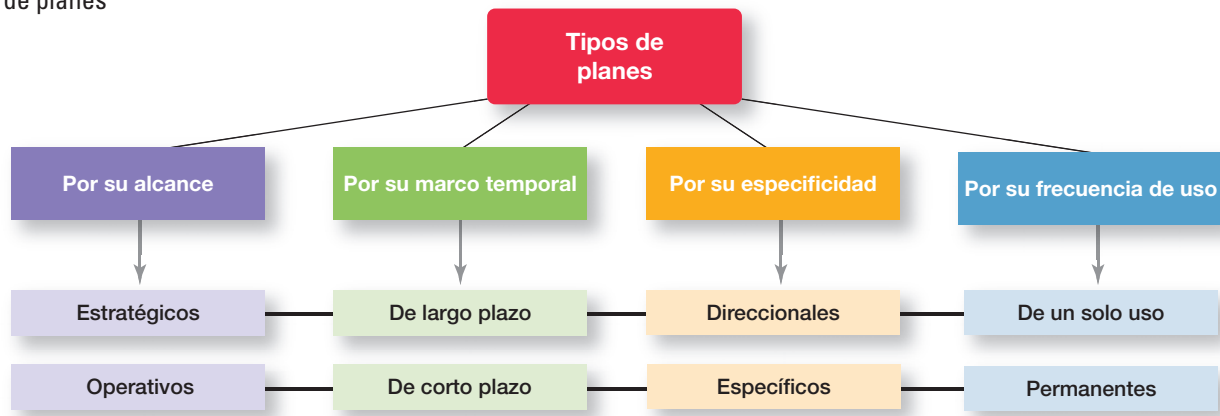 de planes
Tipos de
planes
Por su alcance
Por su marco temporal
Por su especificidad
Por su frecuencia de uso
Estratégicos
De largo plazo
Direccionales
De un solo uso
Operativos
De corto plazo
Específicos
Permanentes